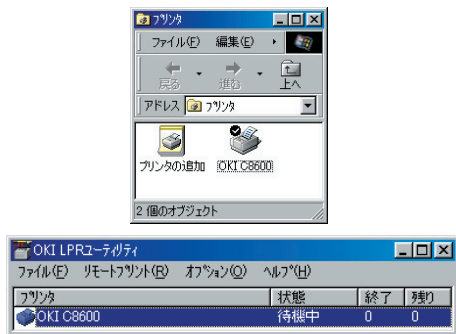 プリンタ
ファイル(F) 編集(E)
戻る 進む 上へ
アドレス プリンタ
プリンタの追加 OKI C8600
2 個のオブジェクト
OKI LPRユーティリティ
ファイル(F) リモートプリント(R) オプション(O) ヘルプ(H)
プリンタ 状態 終了 残り
OKI C8600 待機中 0 0